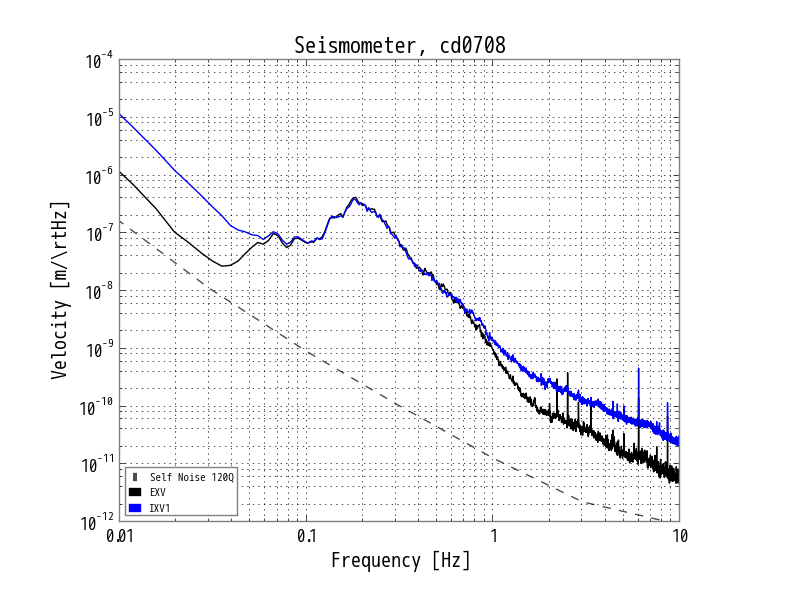 Seismometer, cd0708
10^-4
10^-5
10^-6
10^-7
10^-8
10^-9
10^-10
10^-11
10^-12
Velocity [m/\rtHz]
Self Noise 120Q
EXV
IXV1
0.01 0.1 1 10
Frequency [Hz]